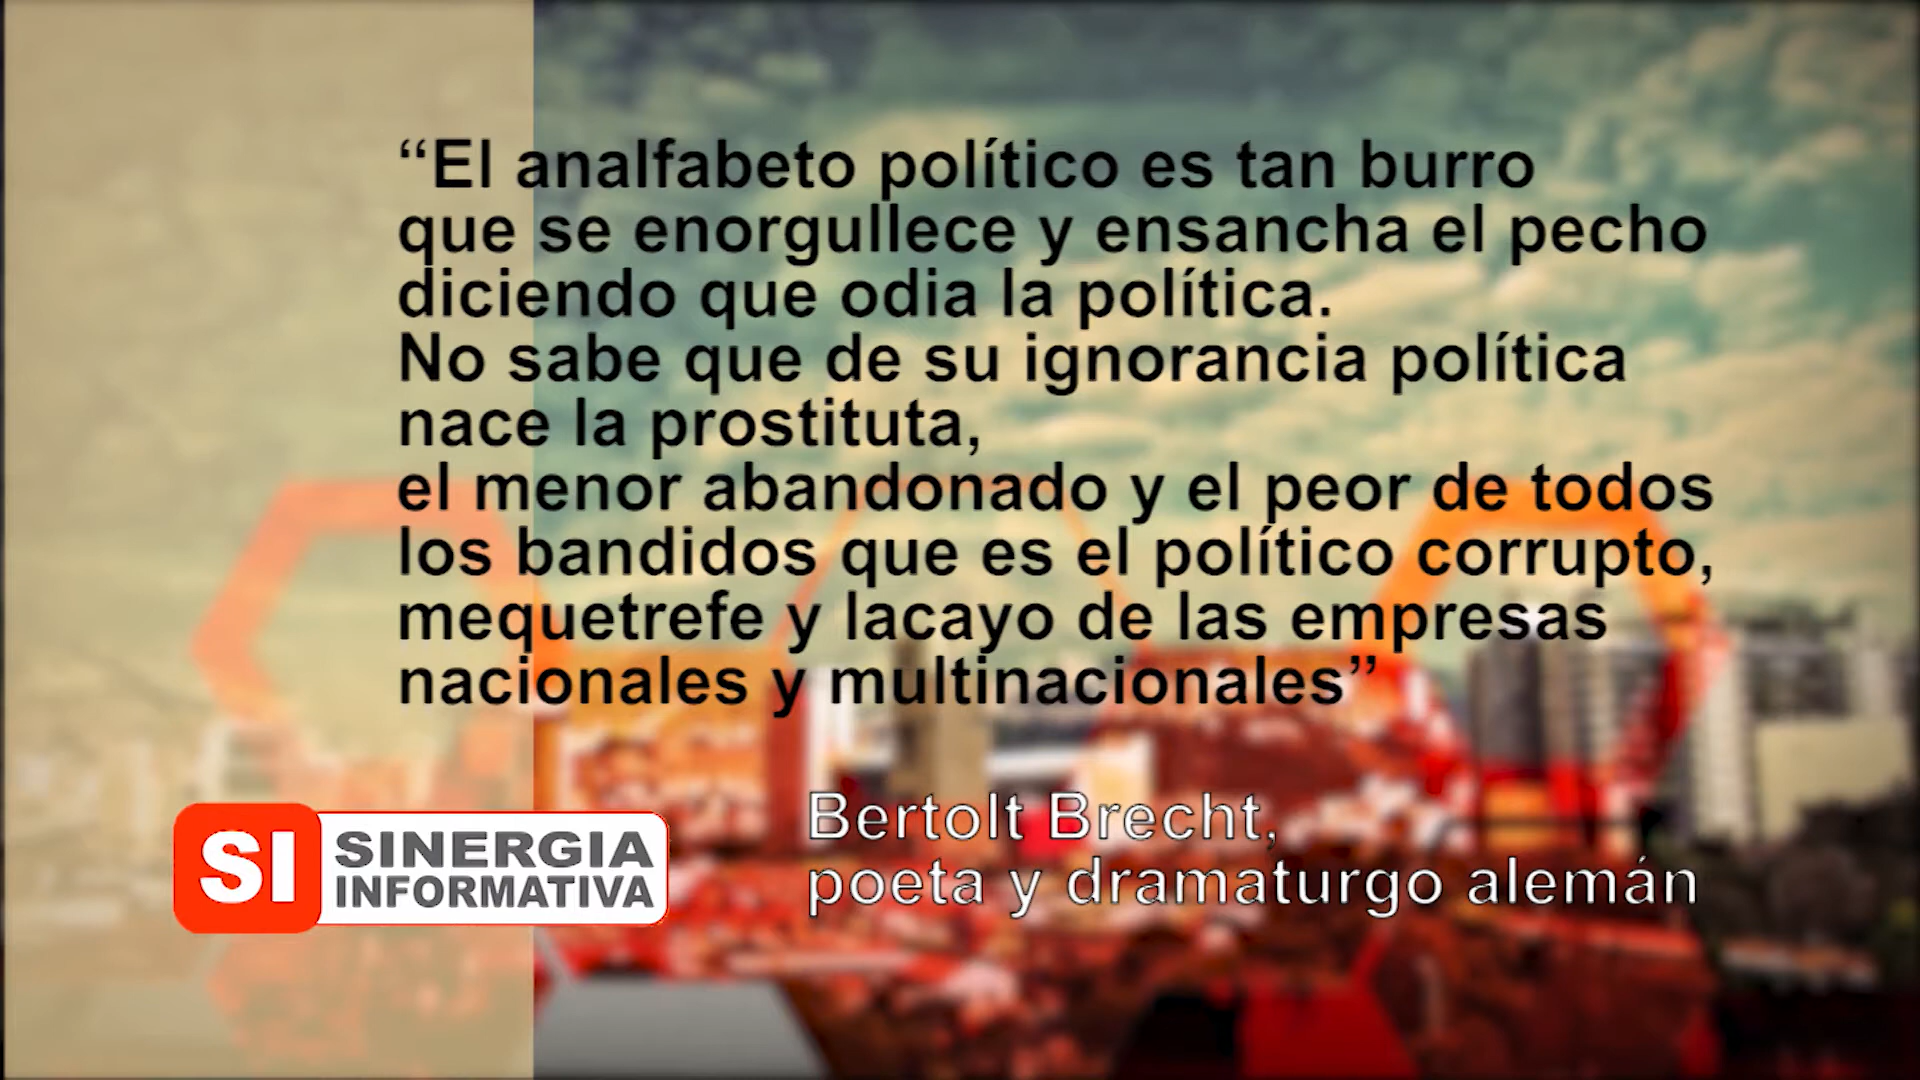 “El analfabeto político es tan burro
que se enorgullece y ensancha el pecho
diciendo que odia la política.
No sabe que de su ignorancia política
nace la prostituta,
el menor abandonado y el peor de todos
los bandidos que es el político corrupto,
mequetrefe y lacayo de las empresas
nacionales y multinacionales”
Bertolt Brecht,
poeta y dramaturgo alemán
SI
SINERGIA
INFORMATIVA